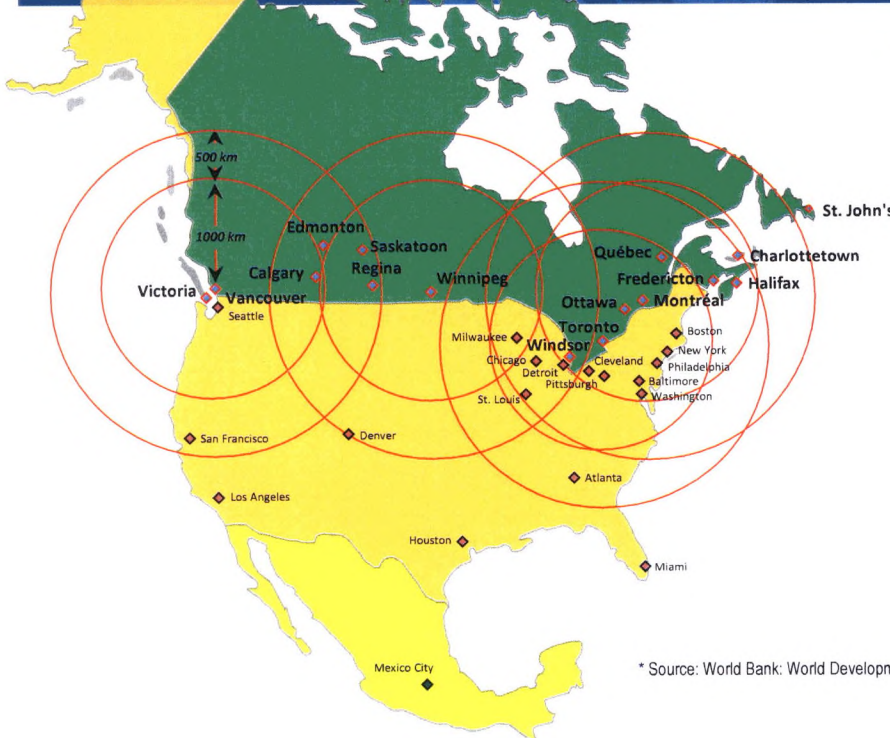 500 km
1000 km
St. John's
Edmonton
Saskatoon
Québec
Charlottetown
Calgary
Regina
Winnipeg
Fredericton
Halifax
Victoria
Vancouver
Ottawa
Montréal
Seattle
Toronto
Boston
Milwaukee
Windsor
New York
Chicago
Cleveland
Philadelphia
Detroit
Pittsburgh
Baltimore
St. Louis
Washington
San Francisco
Denver
Atlanta
Los Angeles
Houston
Miami
Mexico City
* Source: World Bank: World Developm